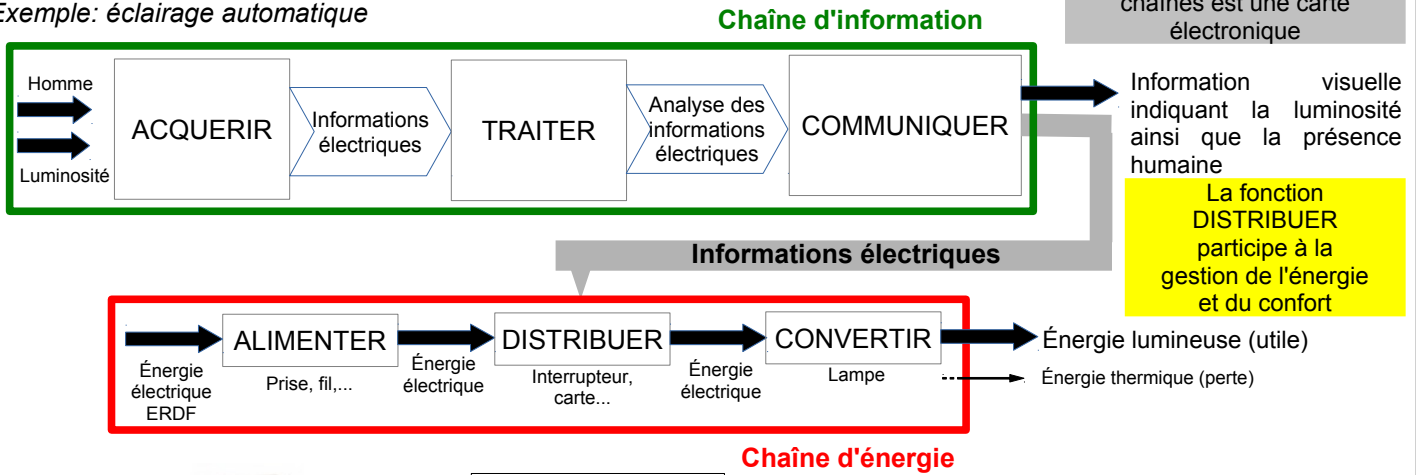 Exemple: éclairage automatique
Chaîne d'information
chaînes est une carte
électronique
Homme
Luminosité
ACQUERIR
Informations
électriques
TRAITER
Analyse des
informations
électriques
COMMUNIQUER
Information visuelle
indiquant la luminosité
ainsi que la présence
humaine
La fonction
DISTRIBUER
participe à la
gestion de l'énergie
et du confort
Informations électriques
Énergie
électrique
ERDF
ALIMENTER
Prise, fil,...
Énergie
électrique
DISTRIBUER
Interrupteur,
carte...
Énergie
électrique
CONVERTIR
Lampe
Énergie lumineuse (utile)
Énergie thermique (perte)
Chaîne d'énergie